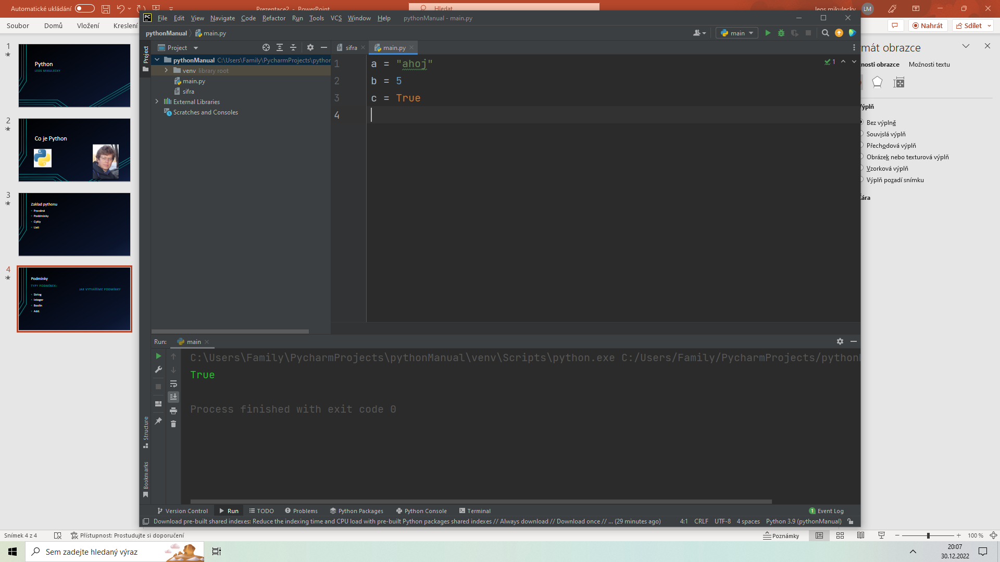 Automatické ukládání
Prezentace2 - PowerPoint
Hledat
leos mikulecky
LM
Soubor
Domů
Vložení
Kreslení
Nahrát
Sdílet
1
Python
LEOS MIKULECKY
2
Co je Python
3
Zaklad pythonu
Proměné
Poddmínky
Cykly
Listi
4
Podmínky
TYPY PODMÍNEK:
JAK VYTVÁŘÍME PODMÍNKY
String
Integer
Boolin
Add.
PC
File Edit View Navigate Code Refactor Run Tools VCS Window Help
pythonManual - main.py
pythonManual
main.py
main
Project
Project
sifra
main.py
pythonManual C:\Users\Family\PycharmProjects\python
venv library root
main.py
sifra
External Libraries
Scratches and Consoles
1 a = "ahoj"
2 b = 5
3 c = True
4
1
Run:
main
C:\Users\Family\PycharmProjects\pythonManual\venv\Scripts\python.exe C:/Users/Family/PycharmProjects/python
True
Process finished with exit code 0
Structure
Bookmarks
Version Control
Run
TODO
Problems
Python Packages
Python Console
Terminal
1 Event Log
Download pre-built shared indexes: Reduce the indexing time and CPU load with pre-built Python packages shared indexes // Always download // Download once // ... (29 minutes ago)
4:1 CRLF UTF-8 4 spaces Python 3.9 (pythonManual)
mát obrazce
nosti obrazce
Možnosti textu
ýplň
Bez výplně
Souvislá výplň
Přechodová výplň
Obrázek nebo texturová výplň
Vzorková výplň
Výplň pozadí snímku
ára
Snímek 4 z 4
Přístupnost: Prostudujte si doporučení
Poznámky
100 %
Sem zadejte hledaný výraz
20:07
30.12.2022